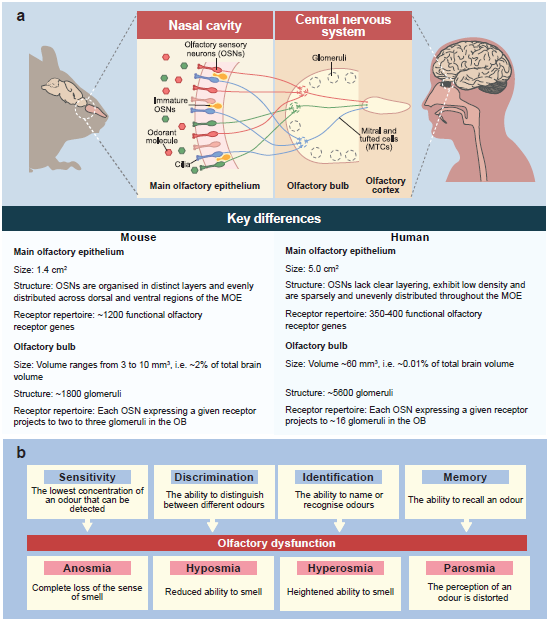 a
Nasal cavity
Central nervous
system
Olfactory sensory
neurons (OSNs)
Glomeruli
Immature
OSNs
Odorant
molecule
Cilia
Mitral and
tufted cells
(MTCs)
Main olfactory epithelium
Olfactory bulb
Olfactory
cortex
Key differences
Mouse
Main olfactory epithelium
Size: 1.4 cm²
Structure: OSNs are organised in distinct layers and evenly
distributed across dorsal and ventral regions of the MOE
Receptor repertoire: ~1200 functional olfactory
receptor genes
Olfactory bulb
Size: Volume ranges from 3 to 10 mm³, i.e. ~2% of total brain
volume
Structure: ~1800 glomeruli
Receptor repertoire: Each OSN expressing a given receptor
projects to two to three glomeruli in the OB
Human
Main olfactory epithelium
Size: 5.0 cm²
Structure: OSNs lack clear layering, exhibit low density and
are sparsely and unevenly distributed throughout the MOE
Receptor repertoire: 350-400 functional olfactory
receptor genes
Olfactory bulb
Size: Volume ~60 mm³, i.e. ~0.01% of total brain volume
Structure: ~5600 glomeruli
Receptor repertoire: Each OSN expressing a given receptor
projects to ~16 glomeruli in the OB
b
Sensitivity
The lowest concentration of
an odour that can be
detected
Discrimination
The ability to distinguish
between different odours
Identification
The ability to name or
recognise odours
Memory
The ability to recall an odour
Olfactory dysfunction
Anosmia
Complete loss of the sense
of smell
Hyposmia
Reduced ability to smell
Hyperosmia
Heightened ability to smell
Parosmia
The perception of an
odour is distorted